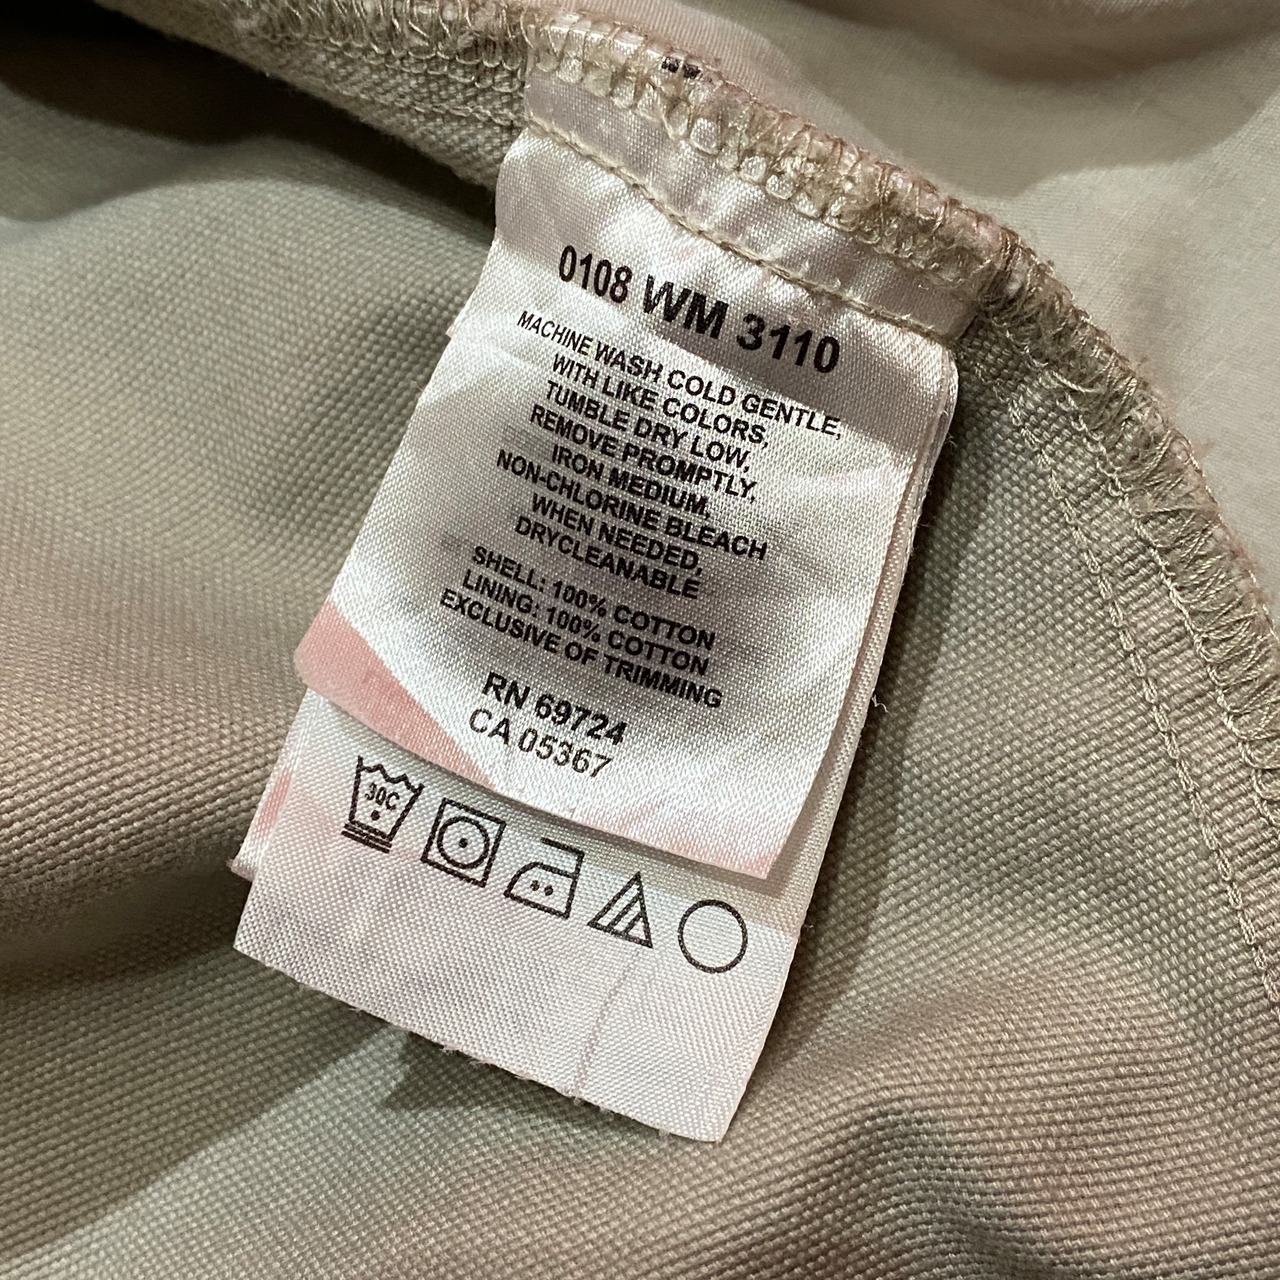 0108 WM 3110
MACHINE WASH COLD GENTLE,
WITH LIKE COLORS,
TUMBLE DRY LOW,
REMOVE PROMPTLY,
IRON MEDIUM.
NON-CHLORINE BLEACH
WHEN NEEDED,
DRYCLEANABLE
SHELL: 100% COTTON
LINING: 100% COTTON
EXCLUSIVE OF TRIMMING
RN 69724
CA 05367
30C